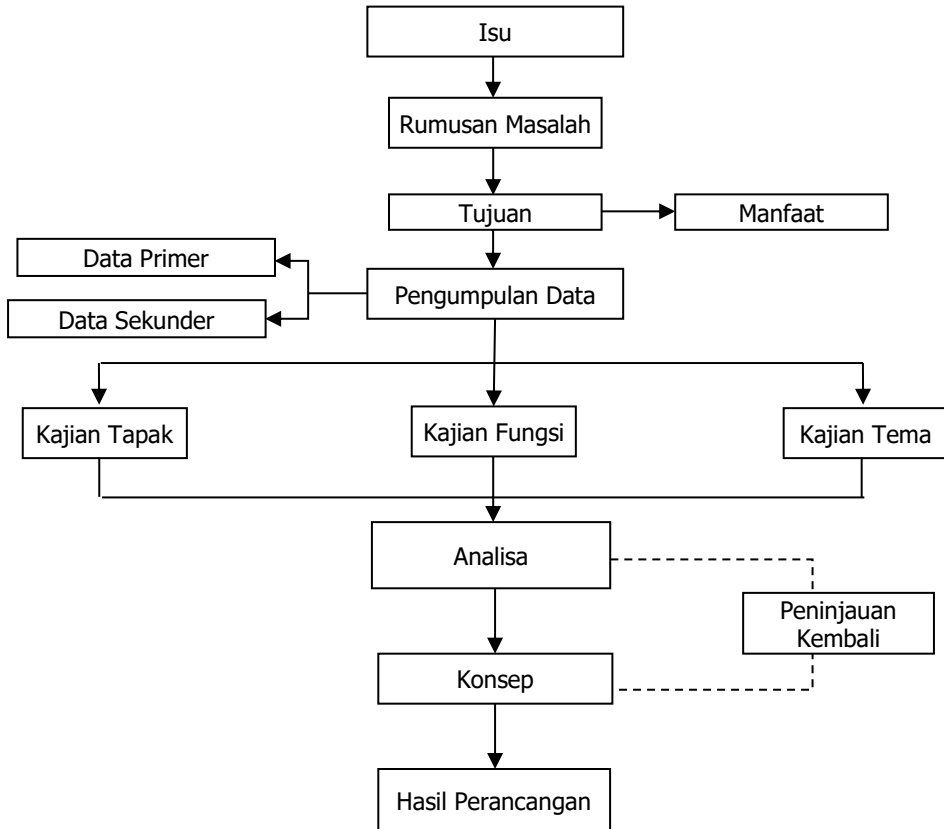 Isu
Rumusan Masalah
Tujuan
Manfaat
Data Primer
Pengumpulan Data
Data Sekunder
Kajian Tapak
Kajian Fungsi
Kajian Tema
Analisa
Peninjauan
Kembali
Konsep
Hasil Perancangan